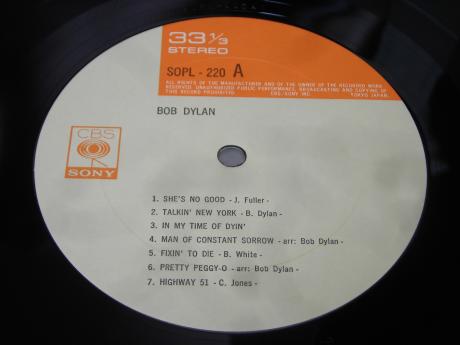 33 1/3
STEREO
SOPL - 220 A
ALL RIGHTS OF THE MANUFACTURER AND OF THE OWNER OF THE RECORDED WORK
RESERVED. UNAUTHORIZED PUBLIC PERFORMANCE, BROADCASTING AND COPYING OF
THIS RECORD PROHIBITED. CBS/SONY INC. TOKYO JAPAN.
BOB DYLAN
CBS
SONY
1. SHE'S NO GOOD - J. Fuller -
2. TALKIN' NEW YORK - B. Dylan -
3. IN MY TIME OF DYIN'
4. MAN OF CONSTANT SORROW - arr: Bob Dylan -
5. FIXIN' TO DIE - B. White -
6. PRETTY PEGGY-O - arr: Bob Dylan -
7. HIGHWAY 51 - C. Jones -